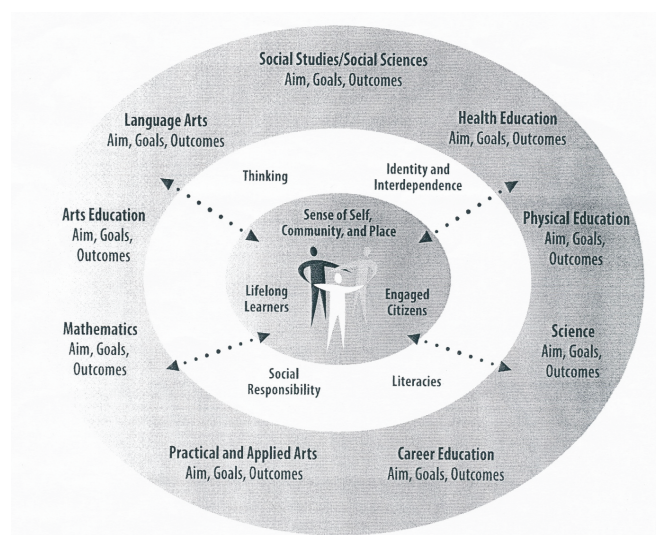 Social Studies/Social Sciences
Aim, Goals, Outcomes
Language Arts
Aim, Goals, Outcomes
Health Education
Aim, Goals, Outcomes
Thinking
Identity and
Interdependence
Arts Education
Aim, Goals,
Outcomes
Sense of Self,
Community, and Place
Physical Education
Aim, Goals,
Outcomes
Lifelong
Learners
Engaged
Citizens
Mathematics
Aim, Goals,
Outcomes
Science
Aim, Goals,
Outcomes
Social
Responsibility
Literacies
Practical and Applied Arts
Aim, Goals, Outcomes
Career Education
Aim, Goals, Outcomes